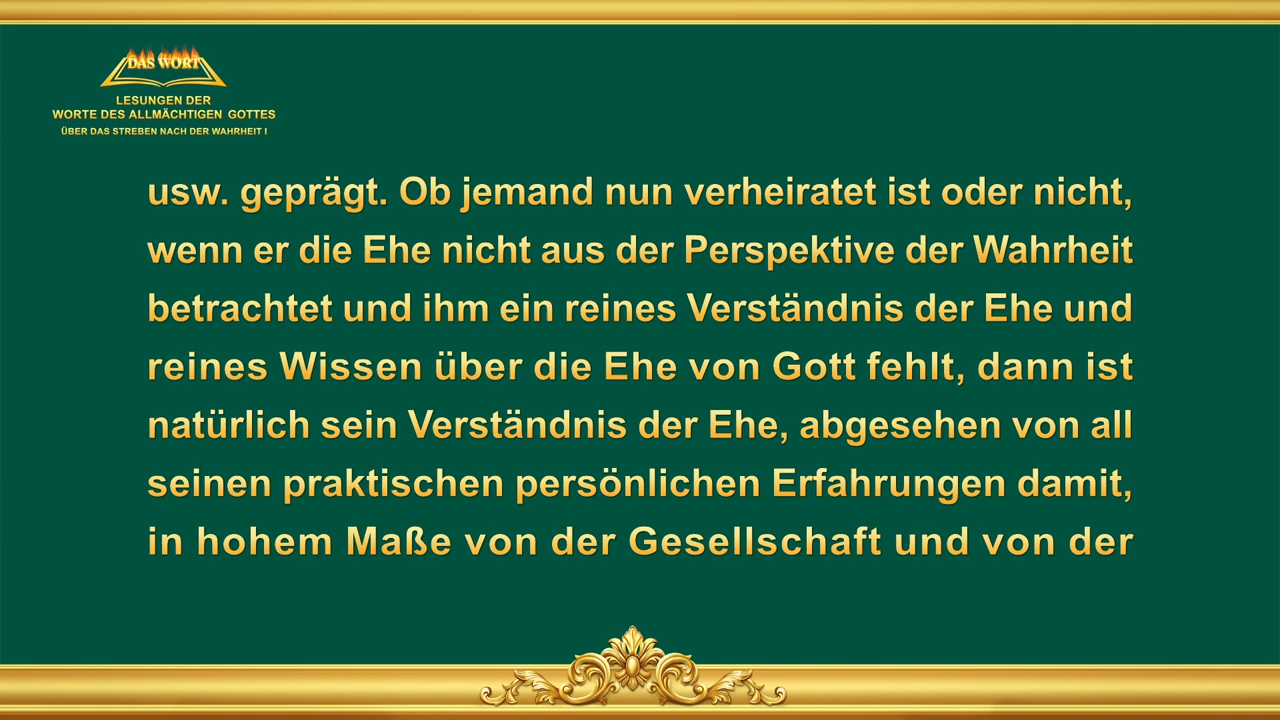 DAS WORT
LESUNGEN DER
WORTE DES ALLMÄCHTIGEN GOTTES
ÜBER DAS STREBEN NACH DER WAHRHEIT I
usw. geprägt. Ob jemand nun verheiratet ist oder nicht,
wenn er die Ehe nicht aus der Perspektive der Wahrheit
betrachtet und ihm ein reines Verständnis der Ehe und
reines Wissen über die Ehe von Gott fehlt, dann ist
natürlich sein Verständnis der Ehe, abgesehen von all
seinen praktischen persönlichen Erfahrungen damit,
in hohem Maße von der Gesellschaft und von der